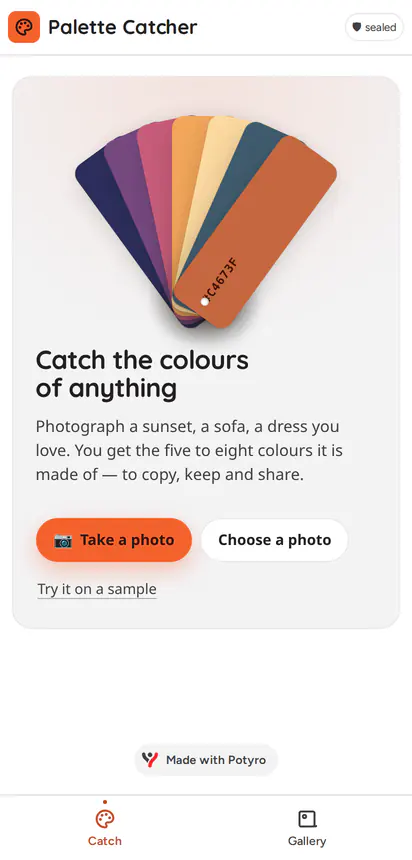 Palette Catcher
sealed
#C4673F
Catch the colours
of anything
Photograph a sunset, a sofa, a dress you
love. You get the five to eight colours it is
made of — to copy, keep and share.
Take a photo
Choose a photo
Try it on a sample
Made with Potyro
Catch
Gallery